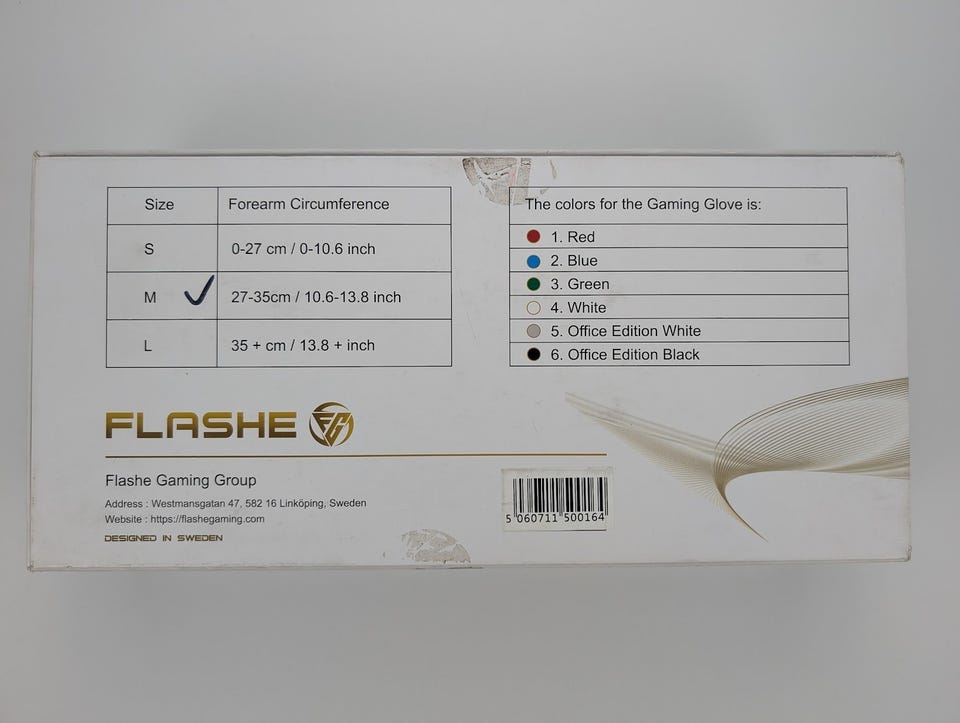 Size Forearm Circumference
S 0-27 cm / 0-10.6 inch
M 27-35cm / 10.6-13.8 inch
L 35 + cm / 13.8 + inch
The colors for the Gaming Glove is:
1. Red
2. Blue
3. Green
4. White
5. Office Edition White
6. Office Edition Black
FLASHE FG
Flashe Gaming Group
Address : Westmansgatan 47, 582 16 Linköping, Sweden
Website : https://flashegaming.com
DESIGNED IN SWEDEN
5 060711 500164